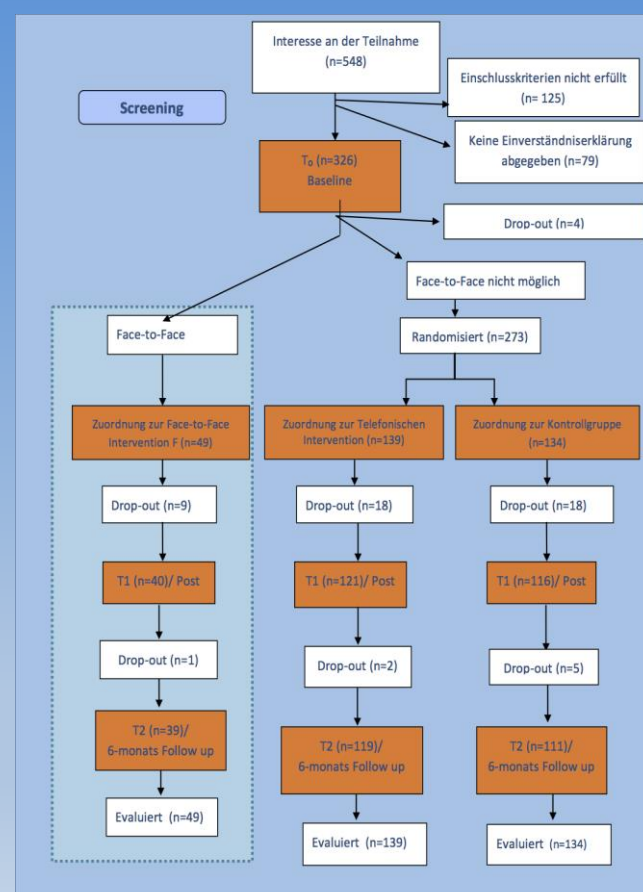 Interesse an der Teilnahme
(n=548)
Screening
Einschlusskriterien nicht erfüllt
(n= 125)
Keine Einverständniserklärung
abgegeben (n=79)
T₀ (n=326)
Baseline
Drop-out (n=4)
Face-to-Face nicht möglich
Face-to-Face
Randomisiert (n=273)
Zuordnung zur Face-to-Face
Intervention F (n=49)
Zuordnung zur Telefonischen
Intervention (n=139)
Zuordnung zur Kontrollgruppe
(n=134)
Drop-out (n=9)
Drop-out (n=18)
Drop-out (n=18)
T1 (n=40)/ Post
T1 (n=121)/ Post
T1 (n=116)/ Post
Drop-out (n=1)
Drop-out (n=2)
Drop-out (n=5)
T2 (n=39)/
6-monats Follow up
T2 (n=119)/
6-monats Follow up
T2 (n=111)/
6-monats Follow up
Evaluiert (n=49)
Evaluiert (n=139)
Evaluiert (n=134)